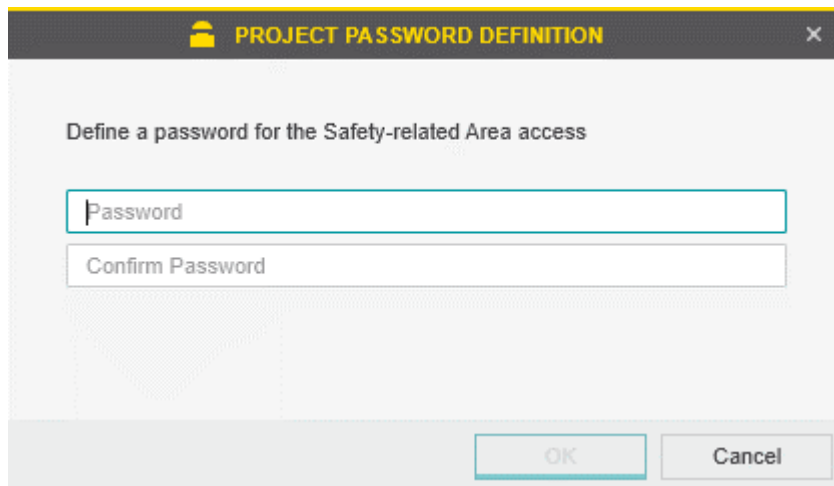 PROJECT PASSWORD DEFINITION
Define a password for the Safety-related Area access
Password
Confirm Password
OK
Cancel